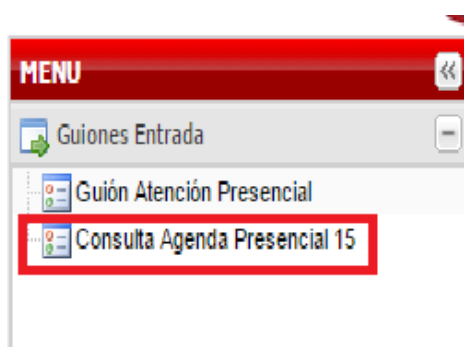 MENU
Guiones Entrada
Guión Atención Presencial
Consulta Agenda Presencial 15